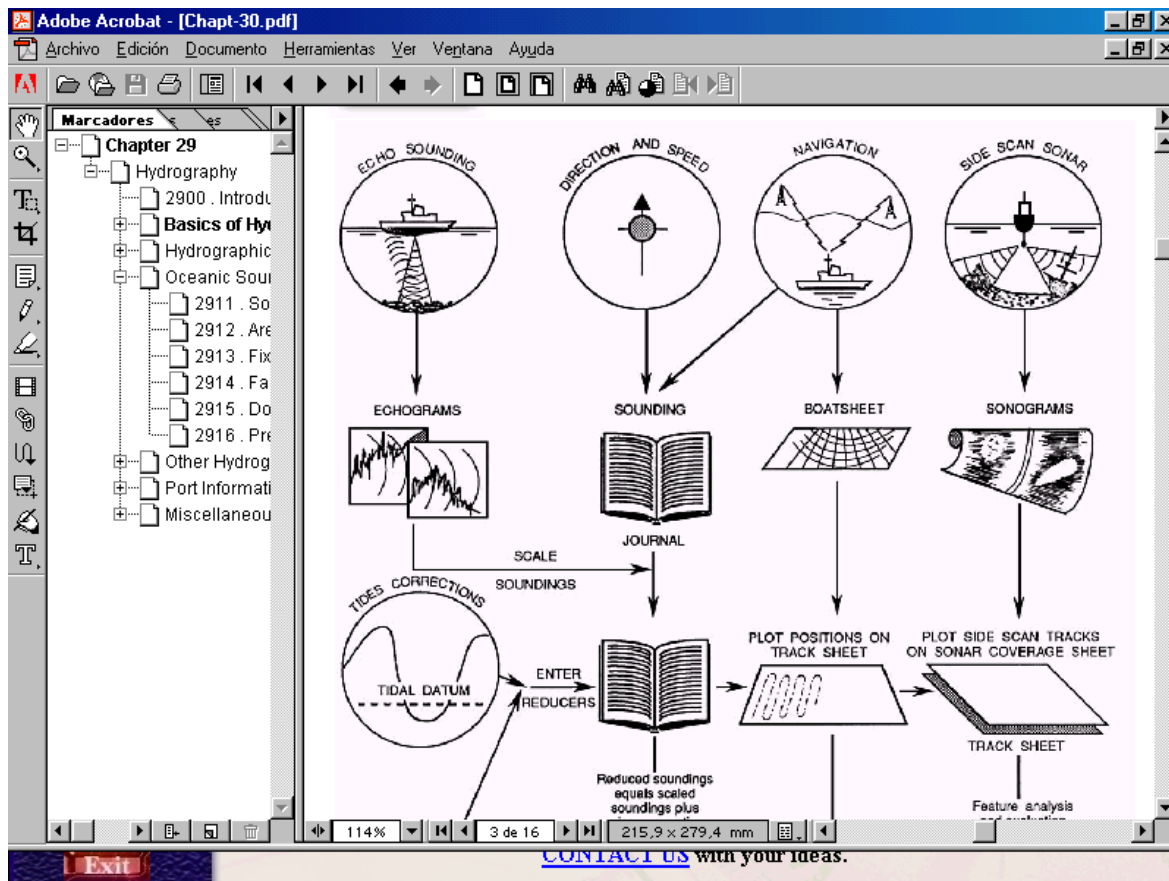 Adobe Acrobat - [Chapt-30.pdf]
Archivo Edición Documento Herramientas Ver Ventana Ayuda
Marcadores
Chapter 29
Hydrography
2900 . Introdu
Basics of Hy
Hydrographic
Oceanic Soun
2911 . So
2912 . Are
2913 . Fix
2914 . Fa
2915 . Do
2916 . Pre
Other Hydrog
Port Informati
Miscellaneou
ECHO SOUNDING
DIRECTION AND SPEED
NAVIGATION
SIDE SCAN SONAR
ECHOGRAMS
SOUNDING
BOATSHEET
SONOGRAMS
JOURNAL
SCALE
SOUNDINGS
TIDES CORRECTIONS
TIDAL DATUM
ENTER
REDUCERS
PLOT POSITIONS ON
TRACK SHEET
PLOT SIDE SCAN TRACKS
ON SONAR COVERAGE SHEET
TRACK SHEET
Reduced soundings
equals scaled
soundings plus
Feature analysis
114%
3 de 16
215,9 × 279,4 mm
Exit
CONTACT US with your ideas.